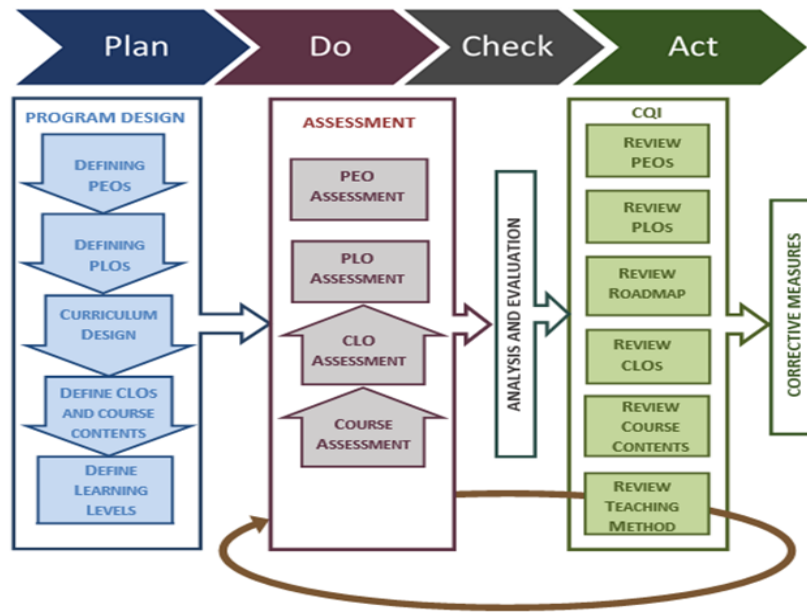 Plan
Do
Check
Act
PROGRAM DESIGN
DEFINING
PEOS
DEFINING
PLOS
CURRICULUM
DESIGN
DEFINE CLOS
AND COURSE
CONTENTS
DEFINE
LEARNING
LEVELS
ASSESSMENT
PEO
ASSESSMENT
PLO
ASSESSMENT
CLO
ASSESSMENT
COURSE
ASSESSMENT
ANALYSIS AND EVALUATION
CQI
REVIEW
PEOS
REVIEW
PLOS
REVIEW
ROADMAP
REVIEW
CLOS
REVIEW
COURSE
CONTENTS
REVIEW
TEACHING
METHOD
CORRECTIVE MEASURES